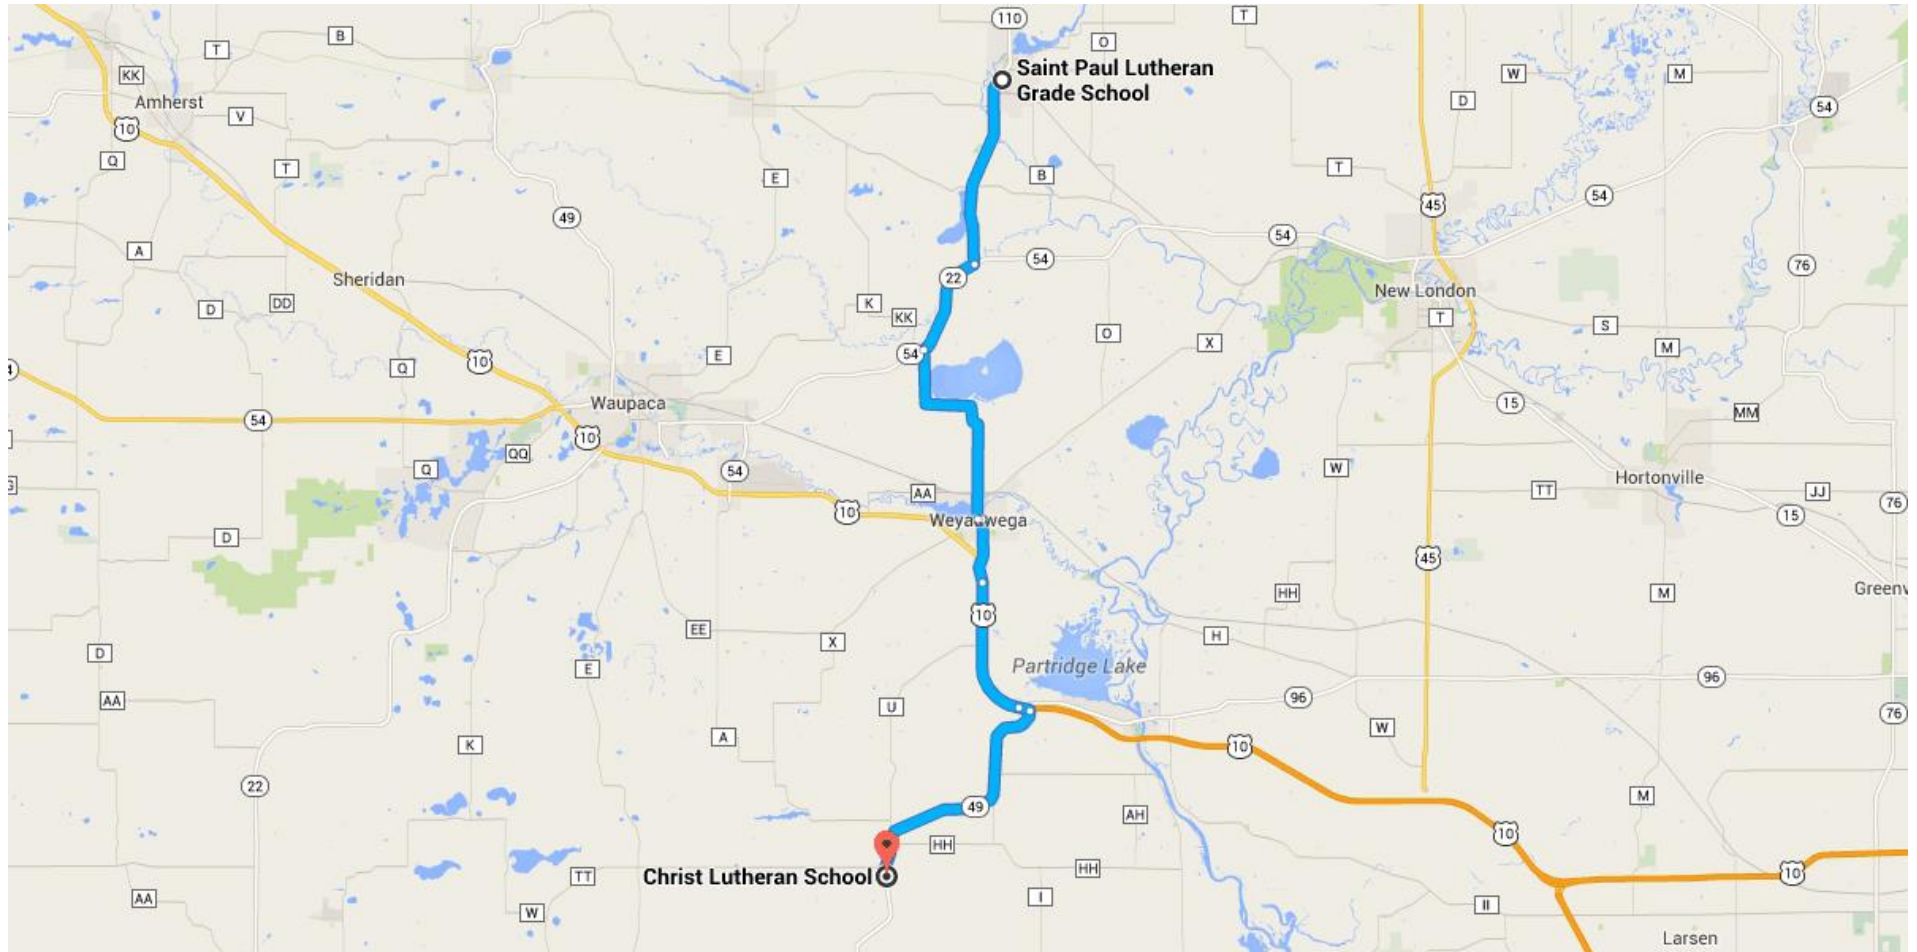 110
T
B
T
O
W
M
Saint Paul Lutheran
Grade School
KK
Amherst
D
54
V
10
Q
T
T
E
B
49
54
45
A
54
54
76
Sheridan
22
New London
D
DD
K
KK
T
S
O
X
M
54
E
10
Q
4
Waupaca
15
MM
54
10
QQ
Q
54
W
Hortonville
AA
TT
JJ
76
10
15
Weyauwega
D
45
HH
M
Greenv
10
EE
X
H
D
Partridge Lake
E
96
96
AA
U
W
76
A
K
10
22
M
49
AH
10
HH
Christ Lutheran School
TT
HH
10
AA
I
W
II
Larsen